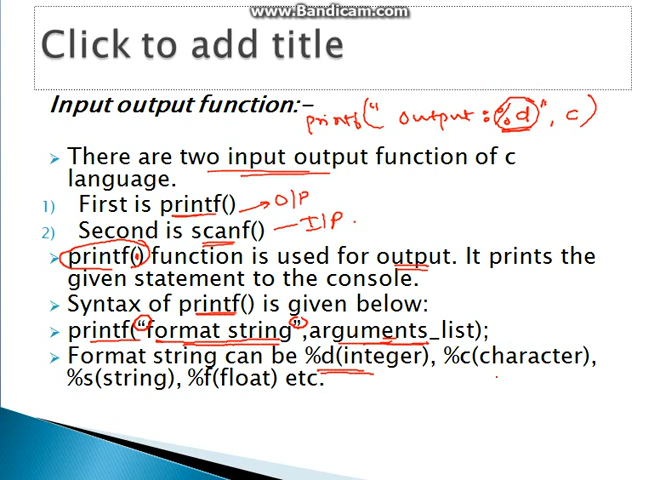 www.Bandicam.com
Click to add title
Input output function:-
printf(" output : %d", c)
➤ There are two input output function of c
language.
1) First is printf() → O/P
2) Second is scanf() — I/P.
➤ printf() function is used for output. It prints the
given statement to the console.
➤ Syntax of printf() is given below:
➤ printf("format string",arguments_list);
➤ Format string can be %d(integer), %c(character),
%s(string), %f(float) etc.